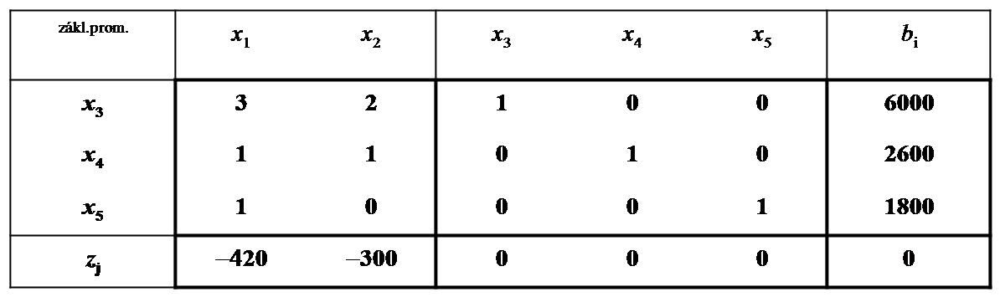 zákl.prom. x1 x2 x3 x4 x5 bi
x3 3 2 1 0 0 6000
x4 1 1 0 1 0 2600
x5 1 0 0 0 1 1800
zj –420 –300 0 0 0 0